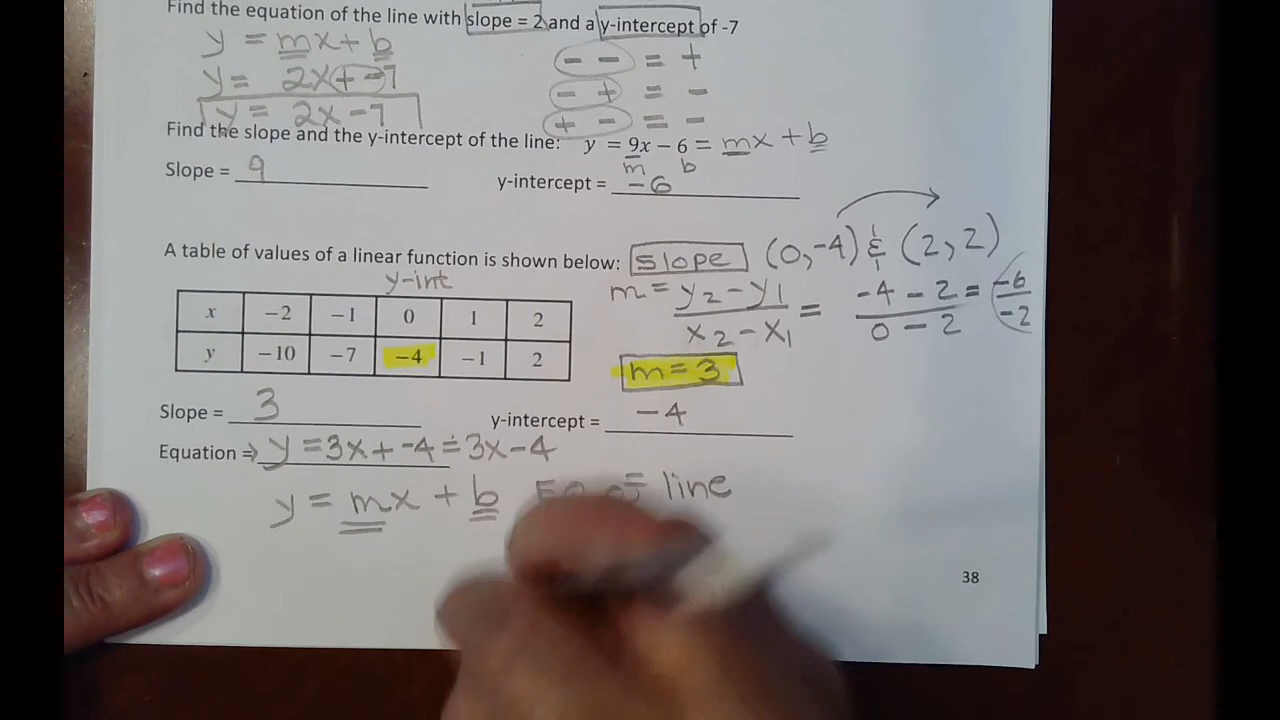 Find the equation of the line with slope = 2 and a y-intercept of -7
y = mx + b
− − = +
y = 2x + -7
− + = −
y = 2x - 7
+ − = −
Find the slope and the y-intercept of the line: y = 9x − 6 = mx + b
m b
Slope = 9 y-intercept = -6
A table of values of a linear function is shown below: slope (0,-4) & (2,2)
y-int
m = y2 - y1 / x2 - x1 = -4 - 2 / 0 - 2 = -6 / -2
x −2 −1 0 1 2
y −10 −7 −4 −1 2
m = 3
Slope = 3 y-intercept = -4
Equation ⇒ y = 3x + -4 = 3x - 4
y = mx + b line
38